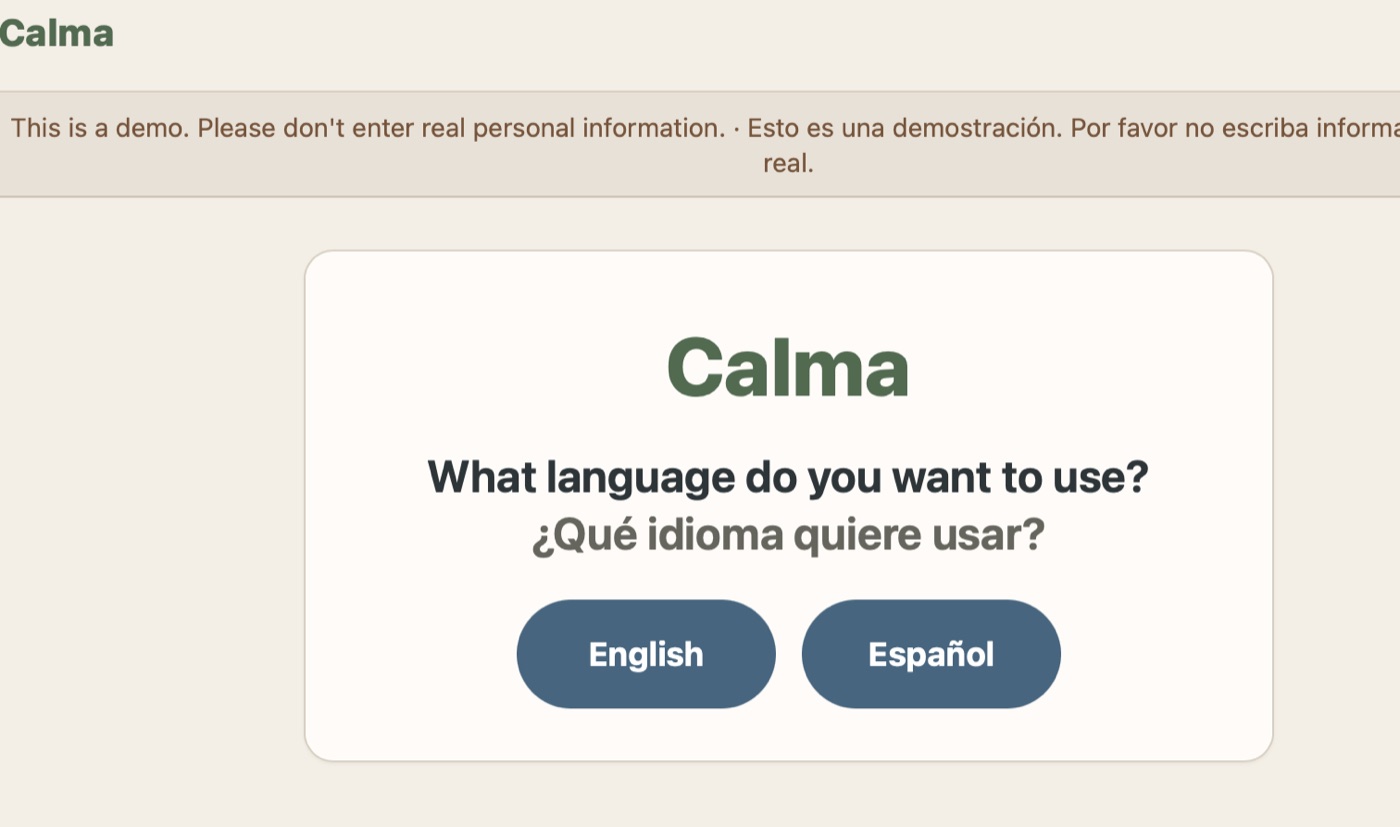 Calma
This is a demo. Please don't enter real personal information. · Esto es una demostración. Por favor no escriba
real.
Calma
What language do you want to use?
¿Qué idioma quiere usar?
English
Español